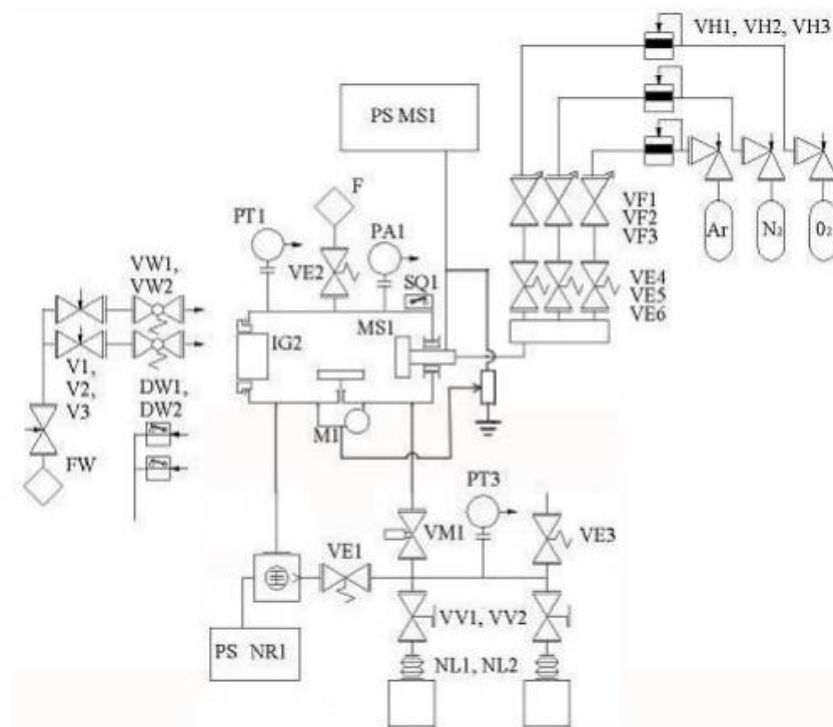 VH1, VH2, VH3
PS MS1
F
PT1
PA1
VF1
VF2
VF3
Ar
N2
02
VW1,
VW2
VE2
SQ1
VE4
VE5
VE6
MS1
IG2
V1,
V2,
V3
DW1,
DW2
M1
FW
PT3
VM1
VE3
VE1
VV1, VV2
PS NR1
NL1, NL2